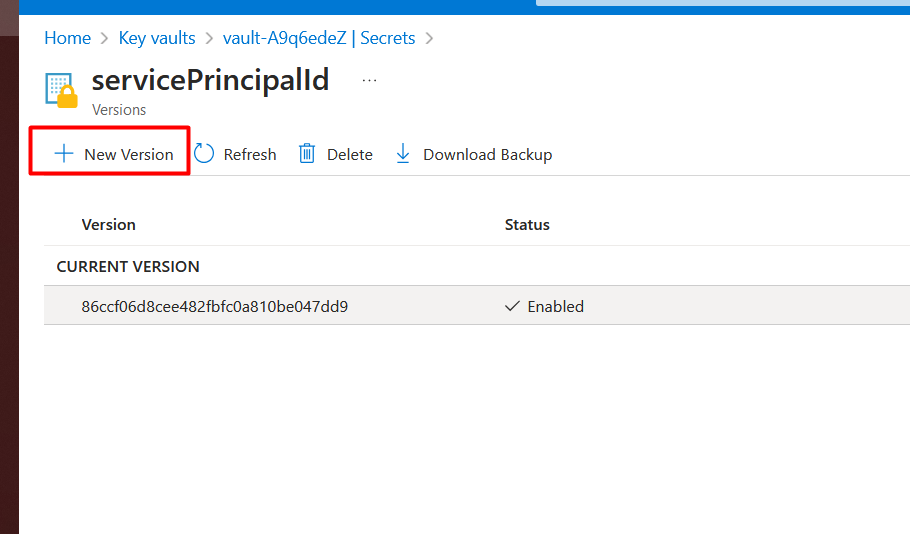 Home > Key vaults > vault-A9q6edeZ | Secrets >
servicePrincipalId ...
Versions
+ New Version Refresh Delete Download Backup
Version Status
CURRENT VERSION
86ccf06d8cee482fbfc0a810be047dd9 ✓ Enabled